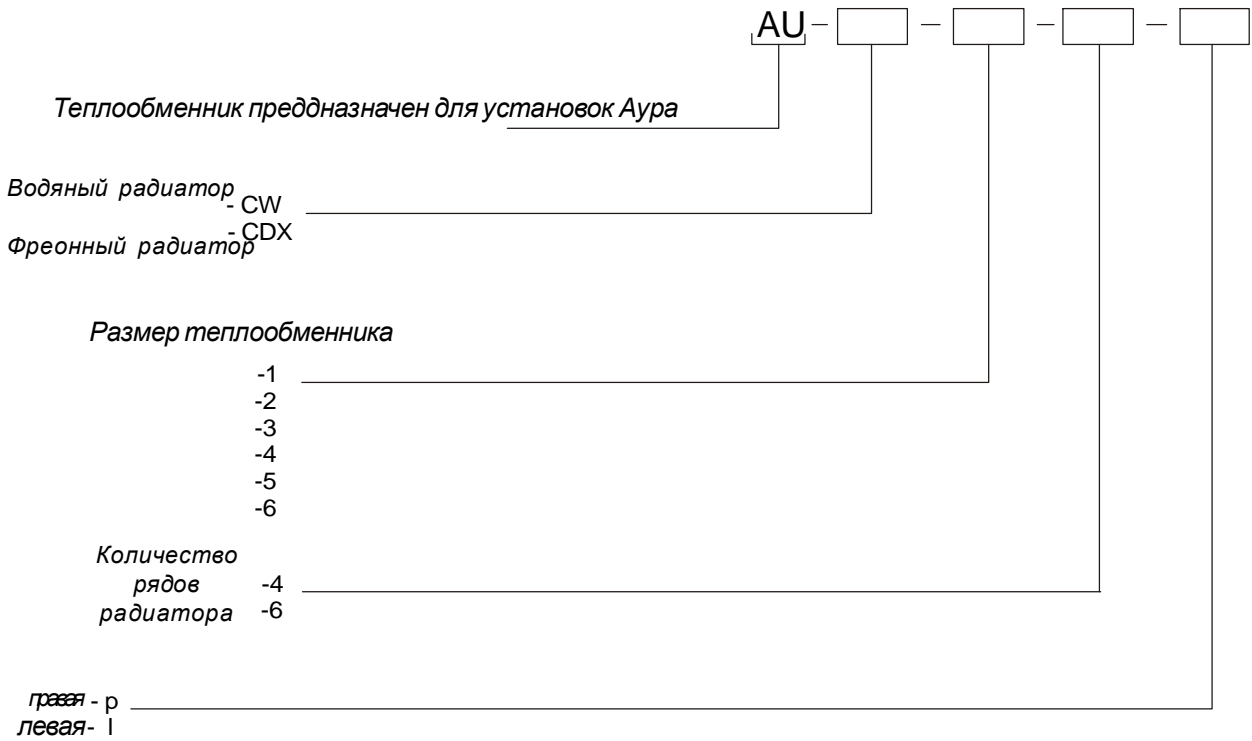 AU - - - -
Теплообменник преддназначен для установок Аура
Водяный радиатор
- CW
- CDX
Фреонный радиатор
Размер теплообменника
-1
-2
-3
-4
-5
-6
Количество
рядов -4
радиатора -6
правая - p
левая- l